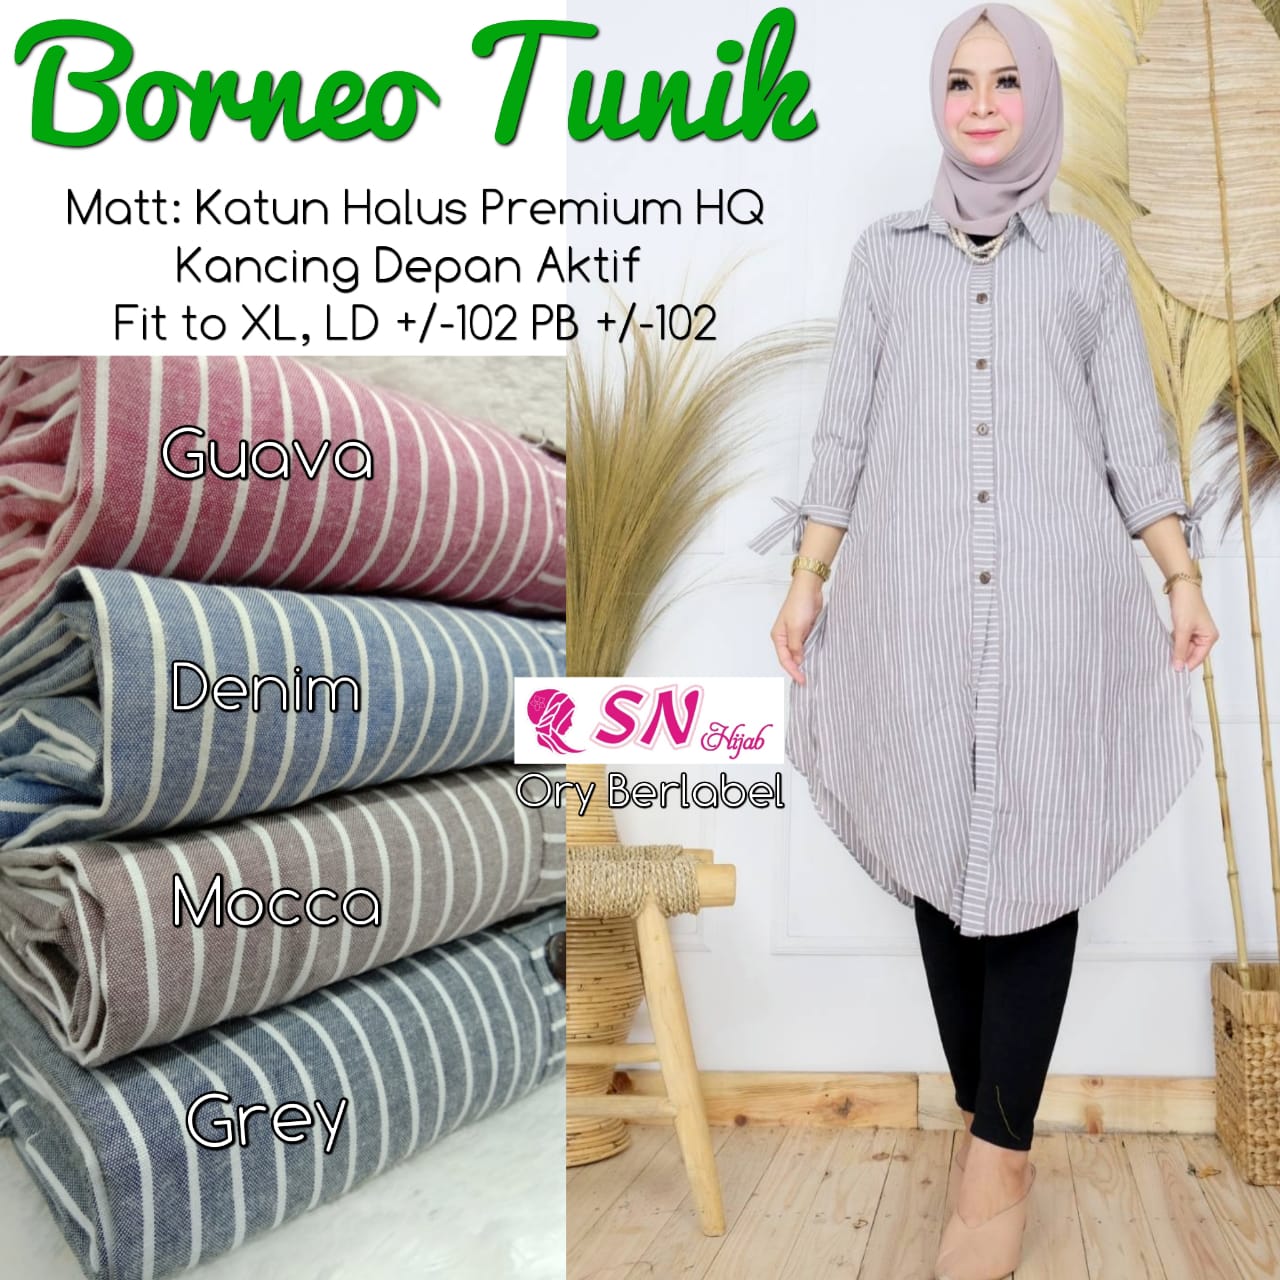 Borneo Tunik
Matt: Katun Halus Premium HQ
Kancing Depan Aktif
Fit to XL, LD +/-102 PB +/-102
Guava
Denim
Mocca
Grey
SN Hijab
Ory Berlabel